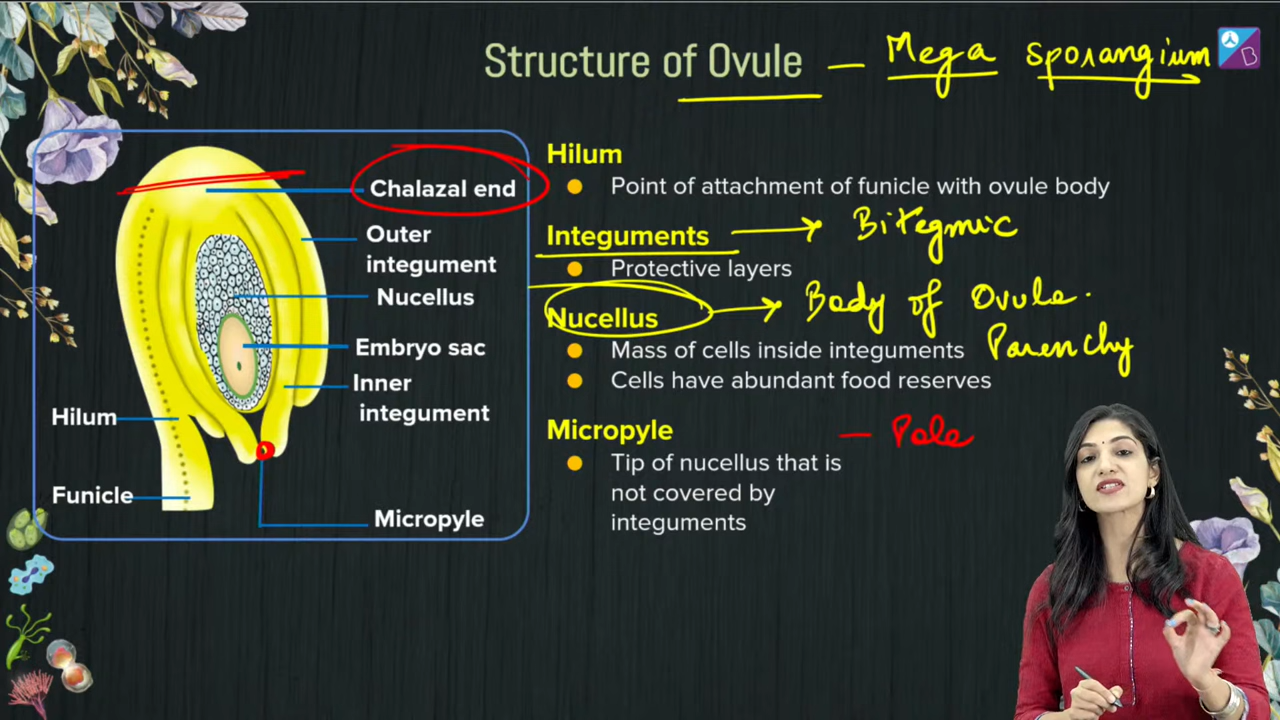 Structure of Ovule — Mega Sporangium
B
Chalazal end
Outer
integument
Nucellus
Embryo sac
Inner
integument
Hilum
Funicle
Micropyle
Hilum
Point of attachment of funicle with ovule body
Integuments → Bitegmic
Protective layers
Nucellus → Body of Ovule.
Mass of cells inside integuments Parenchy
Cells have abundant food reserves
Micropyle — Pole
Tip of nucellus that is
not covered by
integuments